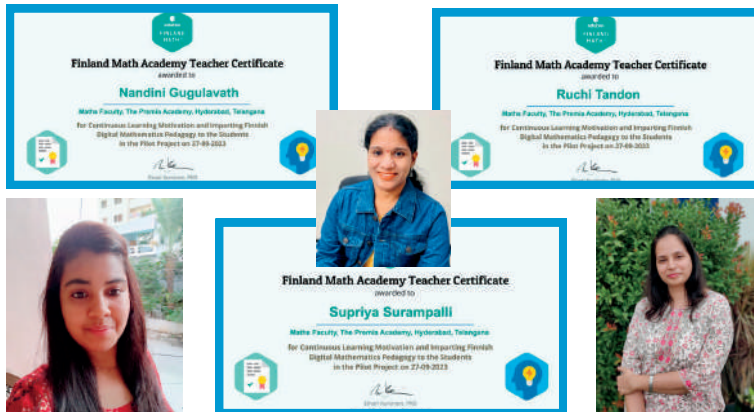 FINLAND
MATH
Finland Math Academy Teacher Certificate
awarded to
Nandini Gugulavath
Maths Faculty, The Premia Academy, Hyderabad, Telangana
for Continuous Learning Motivation and Imparting Finnish
Digital Mathematics Pedagogy to the Students
in the Pilot Project on 27-09-2023
FINLAND
MATH
Finland Math Academy Teacher Certificate
awarded to
Ruchi Tandon
Maths Faculty, The Premia Academy, Hyderabad, Telangana
for Continuous Learning Motivation and Imparting Finnish
Digital Mathematics Pedagogy to the Students
in the Pilot Project on 27-09-2023
Finland Math Academy Teacher Certificate
awarded to
Supriya Surampalli
Maths Faculty, The Premia Academy, Hyderabad, Telangana
for Continuous Learning Motivation and Imparting Finnish
Digital Mathematics Pedagogy to the Students
in the Pilot Project on 27-09-2023